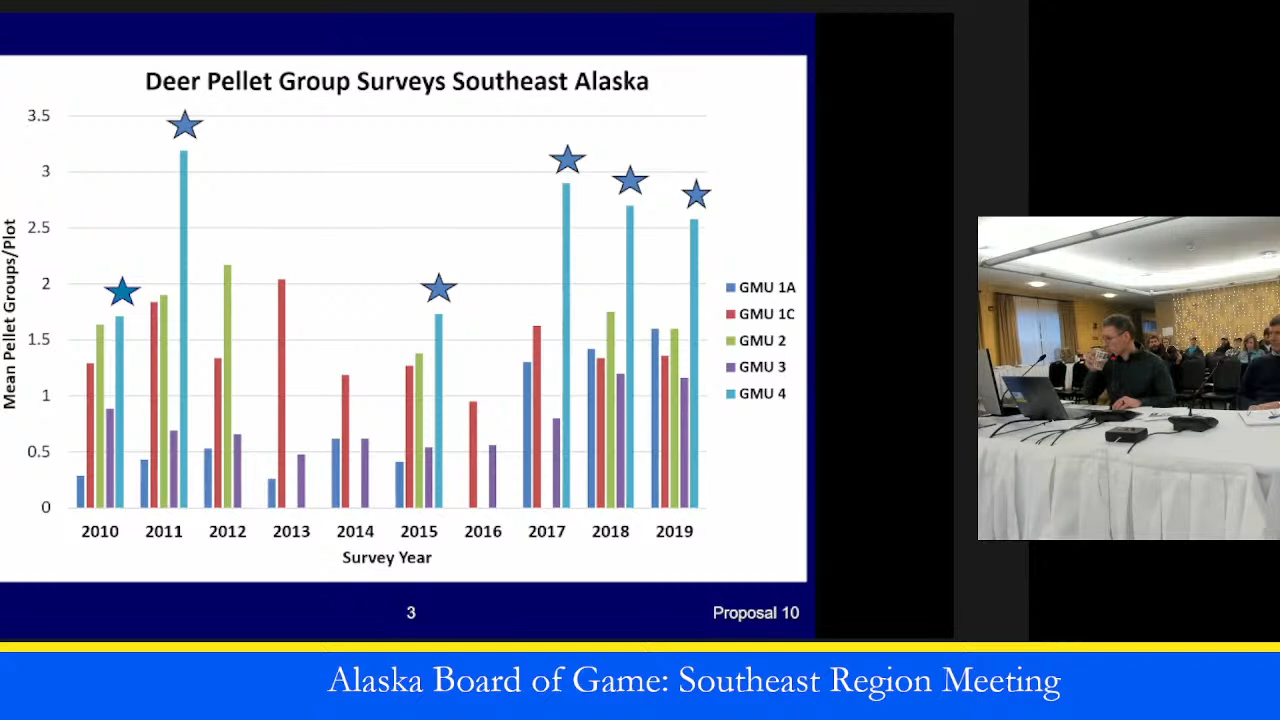 Deer Pellet Group Surveys Southeast Alaska
3.5
3
2.5
2
1.5
1
0.5
0
Mean Pellet Groups/Plot
2010 2011 2012 2013 2014 2015 2016 2017 2018 2019
Survey Year
GMU 1A
GMU 1C
GMU 2
GMU 3
GMU 4
3 Proposal 10
Alaska Board of Game: Southeast Region Meeting